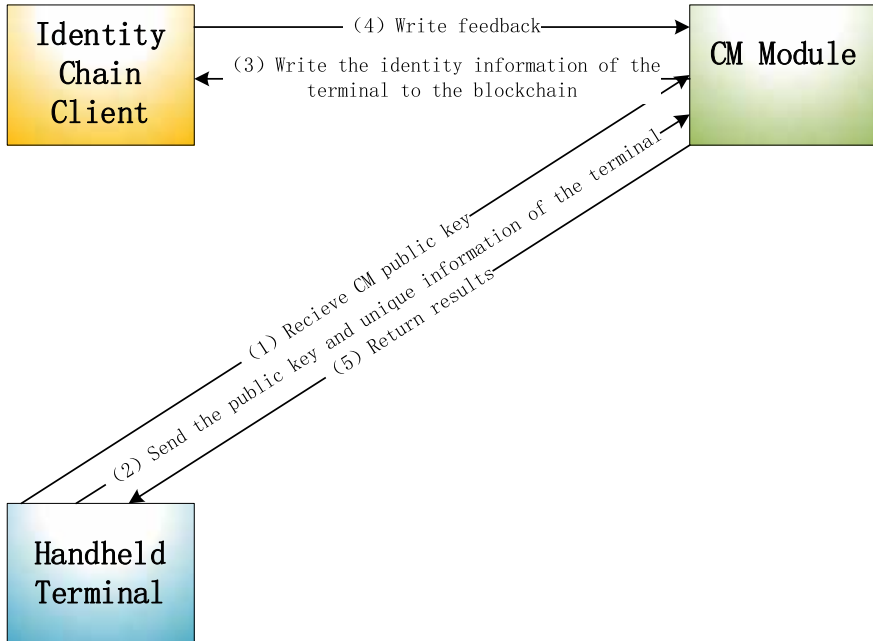 Identity
Chain
Client
(4) Write feedback
(3) Write the identity information of the
terminal to the blockchain
CM Module
(1) Recieve CM public key
(2) Send the public key and unique information of the terminal
(5) Return results
Handheld
Terminal